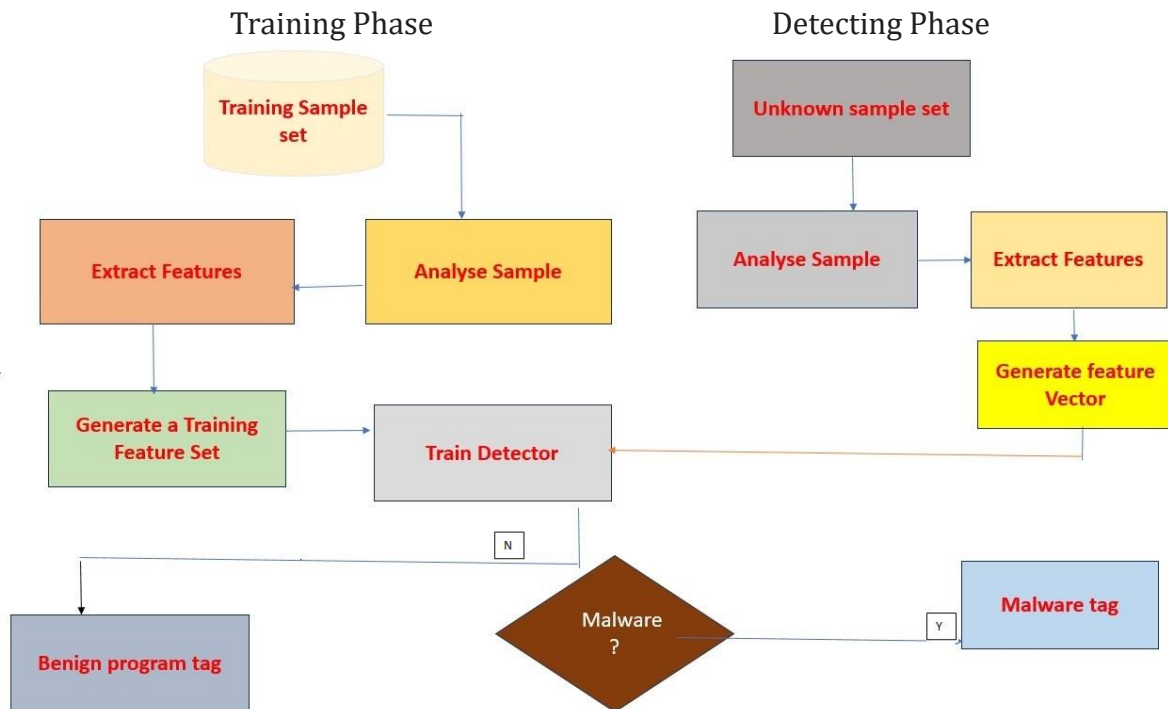 Training Phase
Detecting Phase
Training Sample
set
Unknown sample set
Extract Features
Analyse Sample
Analyse Sample
Extract Features
Generate a Training
Feature Set
Train Detector
Generate feature
Vector
N
Malware
?
Y
Malware tag
Benign program tag